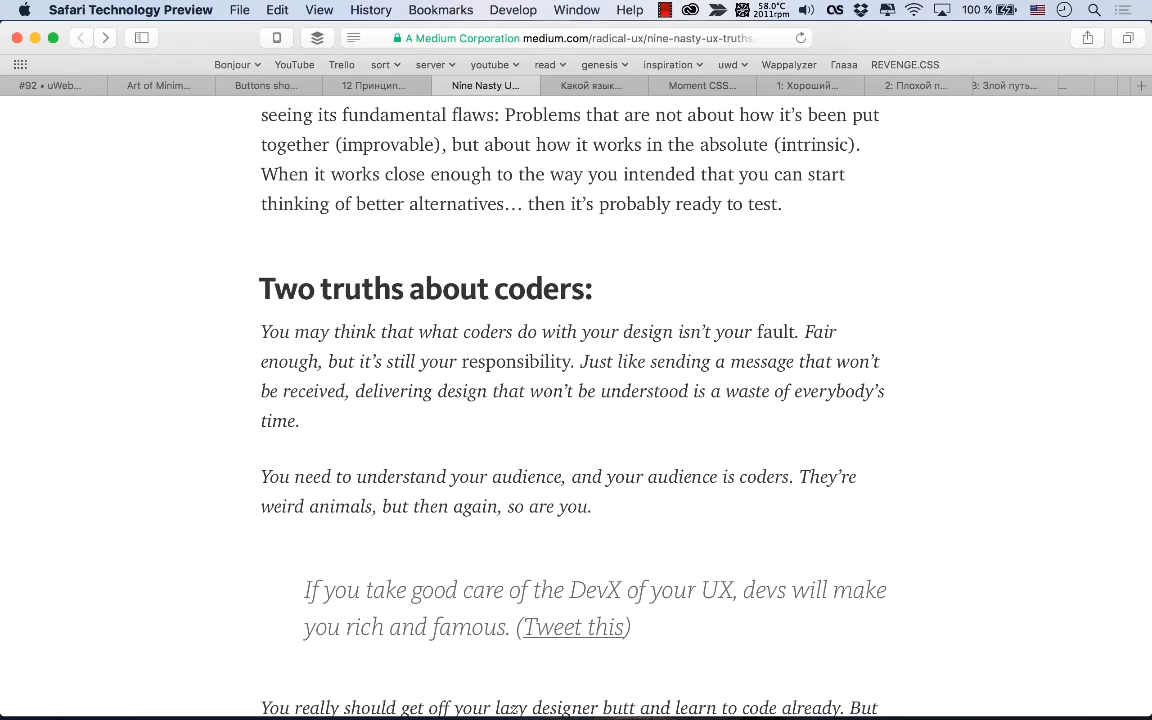 Safari Technology Preview File Edit View History Bookmarks Develop Window Help 58.0°C 2011rpm 100 %
A Medium Corporation medium.com/radical-ux/nine-nasty-ux-truths-
Bonjour YouTube Trello sort server youtube read genesis inspiration uwd Wappalyzer Глаза REVENGE.CSS
#92 • uWeb... Art of Minim... Buttons sho... 12 Принцип... Nine Nasty U... Какой язык... Moment CSS... 1: Хороший... 2: Плохой п... 3: Злой путь... ...
seeing its fundamental flaws: Problems that are not about how it’s been put
together (improvable), but about how it works in the absolute (intrinsic).
When it works close enough to the way you intended that you can start
thinking of better alternatives… then it’s probably ready to test.
Two truths about coders:
You may think that what coders do with your design isn’t your fault. Fair
enough, but it’s still your responsibility. Just like sending a message that won’t
be received, delivering design that won’t be understood is a waste of everybody’s
time.
You need to understand your audience, and your audience is coders. They’re
weird animals, but then again, so are you.
If you take good care of the DevX of your UX, devs will make
you rich and famous. (Tweet this)
You really should get off your lazy designer butt and learn to code already. But